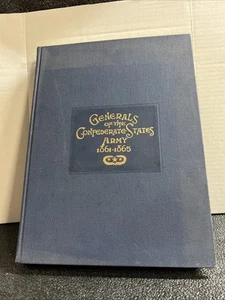 GENERALS
OF THE
CONFEDERATE STATES
ARMY
1861-1865